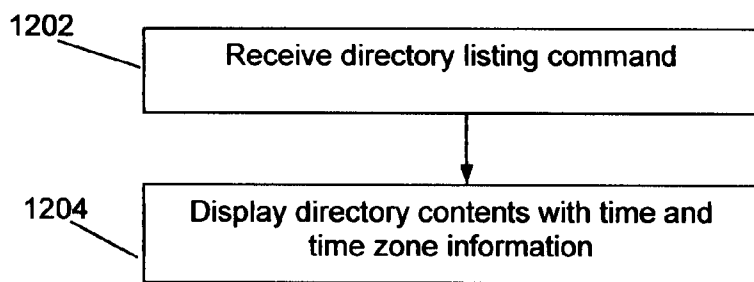 1202
Receive directory listing command
1204
Display directory contents with time and
time zone information